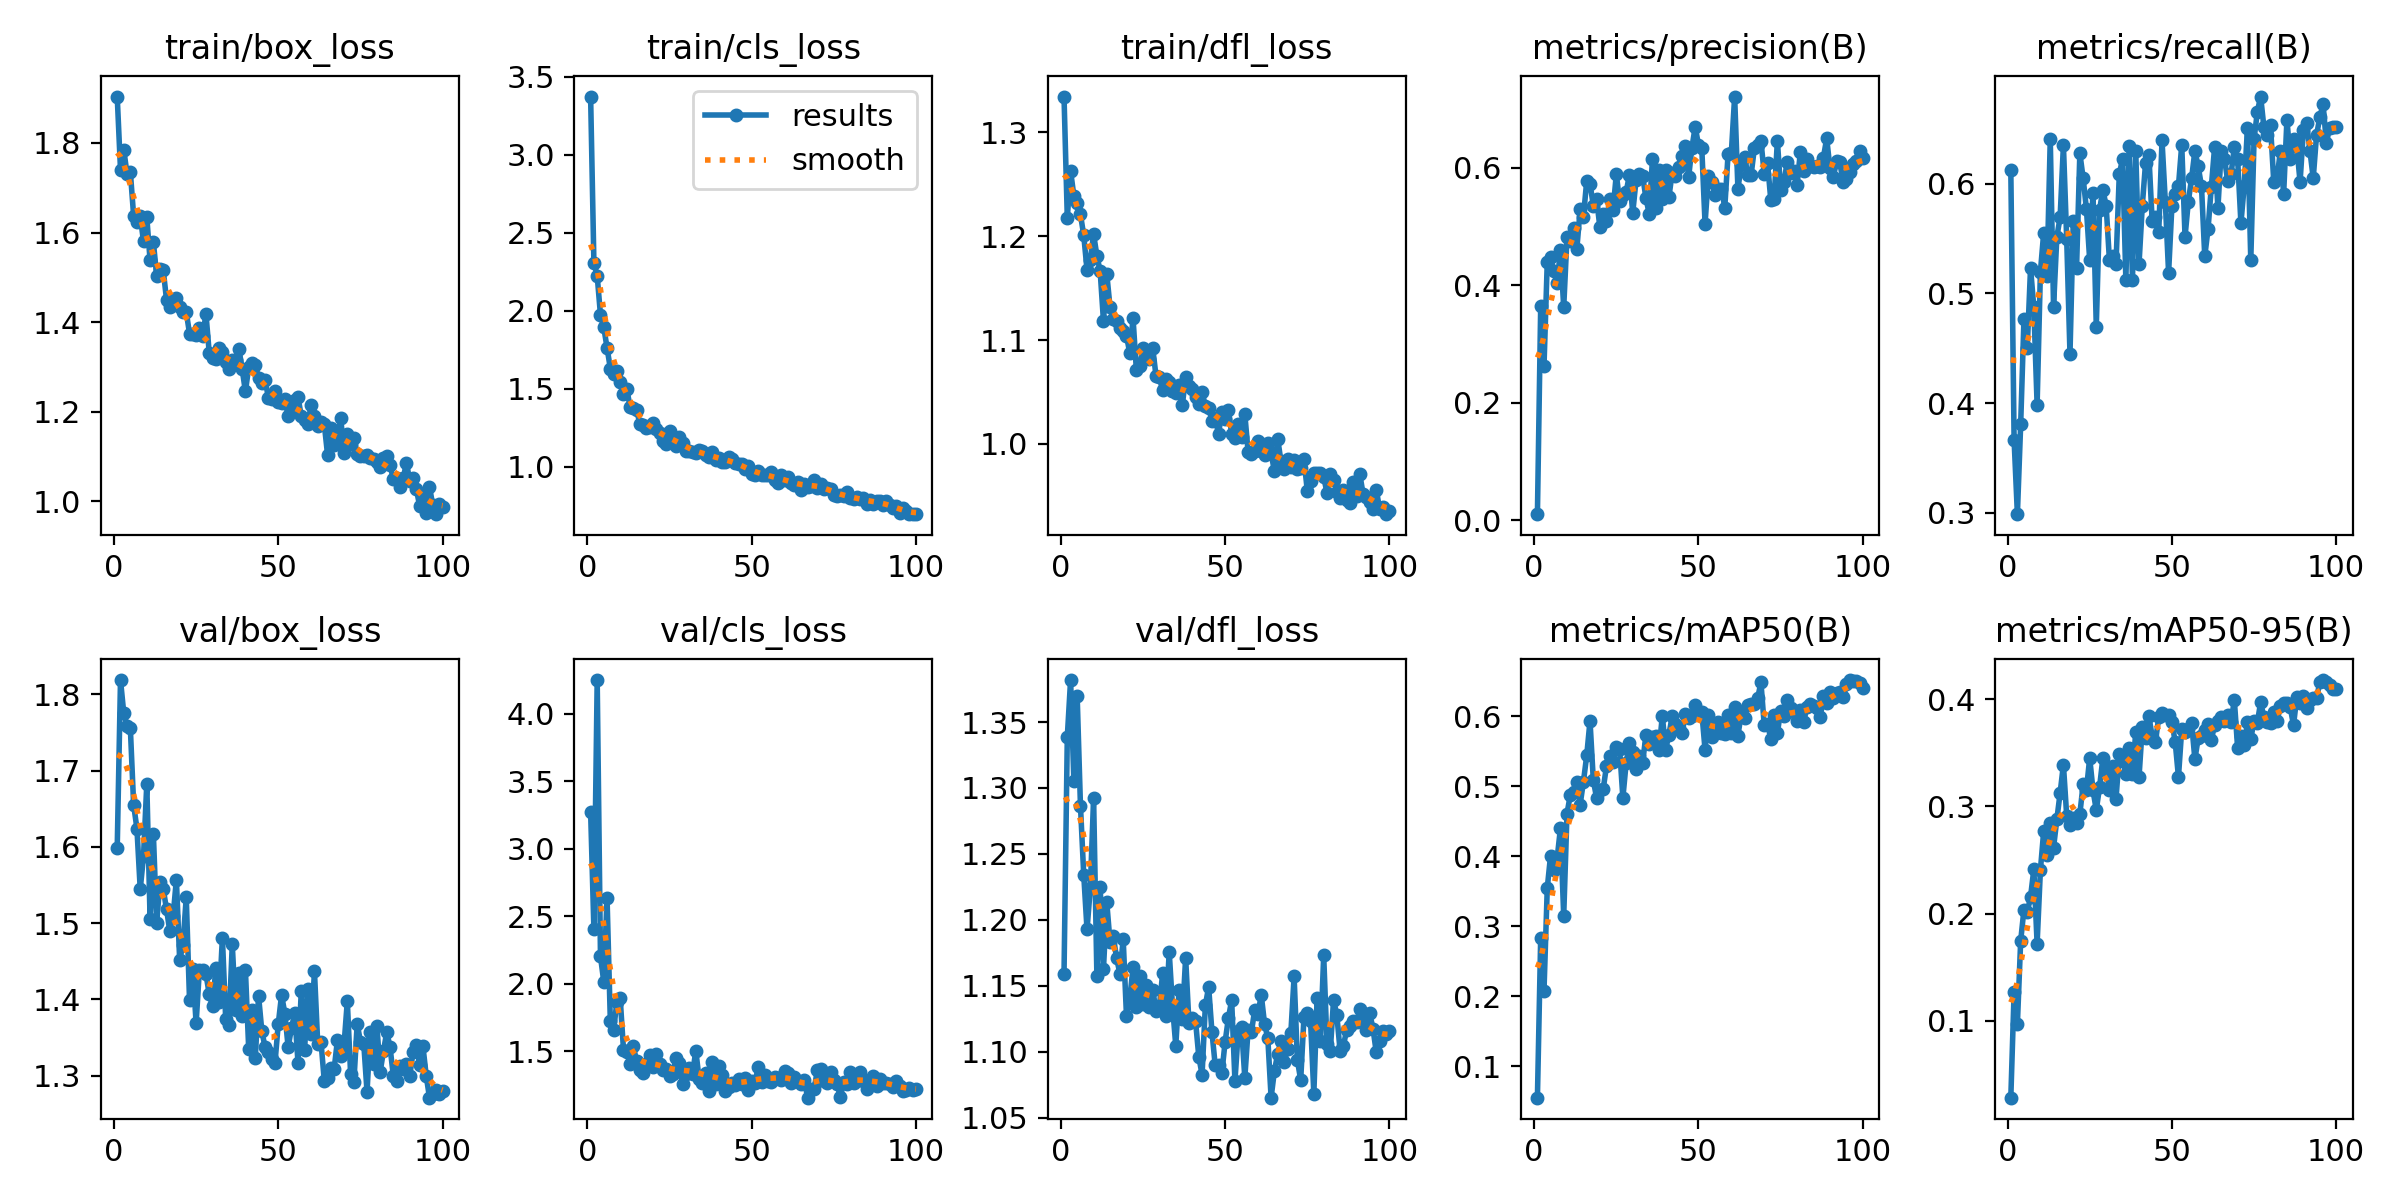 train/box_loss
train/cls_loss
train/dfl_loss
metrics/precision(B)
metrics/recall(B)
1.8
1.6
1.4
1.2
1.0
0 50 100
3.5
3.0
2.5
2.0
1.5
1.0
results
smooth
0 50 100
1.3
1.2
1.1
1.0
0 50 100
0.6
0.4
0.2
0.0
0 50 100
0.6
0.5
0.4
0.3
0 50 100
val/box_loss
val/cls_loss
val/dfl_loss
metrics/mAP50(B)
metrics/mAP50-95(B)
1.8
1.7
1.6
1.5
1.4
1.3
0 50 100
4.0
3.5
3.0
2.5
2.0
1.5
0 50 100
1.35
1.30
1.25
1.20
1.15
1.10
1.05
0 50 100
0.6
0.5
0.4
0.3
0.2
0.1
0 50 100
0.4
0.3
0.2
0.1
0 50 100